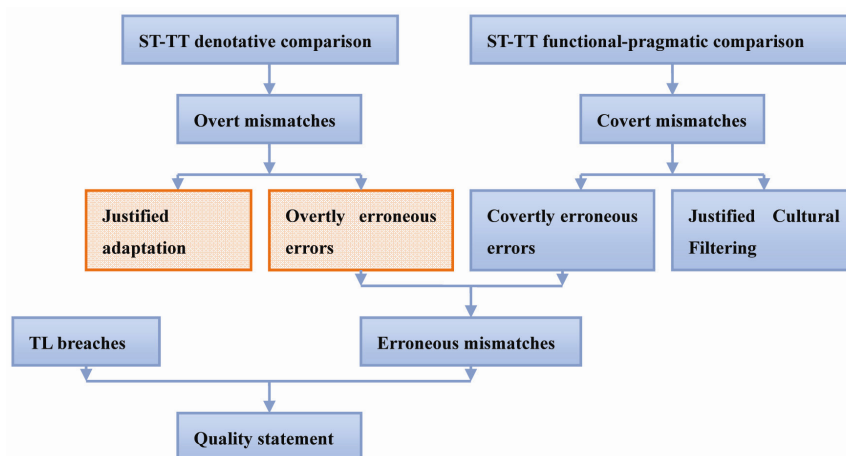 ST-TT denotative comparison
ST-TT functional-pragmatic comparison
Overt mismatches
Covert mismatches
Justified
adaptation
Overtly erroneous
errors
Covertly erroneous
errors
Justified Cultural
Filtering
TL breaches
Erroneous mismatches
Quality statement